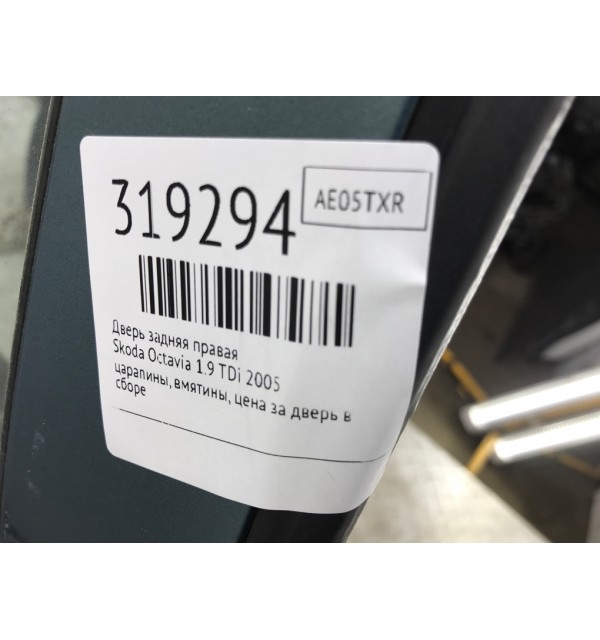 319294
AE05TXR
Дверь задняя правая
Skoda Octavia 1.9 TDi 2005
царапины, вмятины, цена за дверь в
сборе